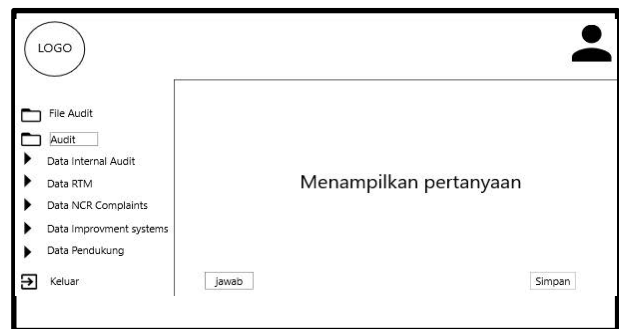 LOGO
File Audit
Audit
Data Internal Audit
Data RTM
Data NCR Complaints
Data Improvment systems
Data Pendukung
Keluar
Menampilkan pertanyaan
jawab
Simpan